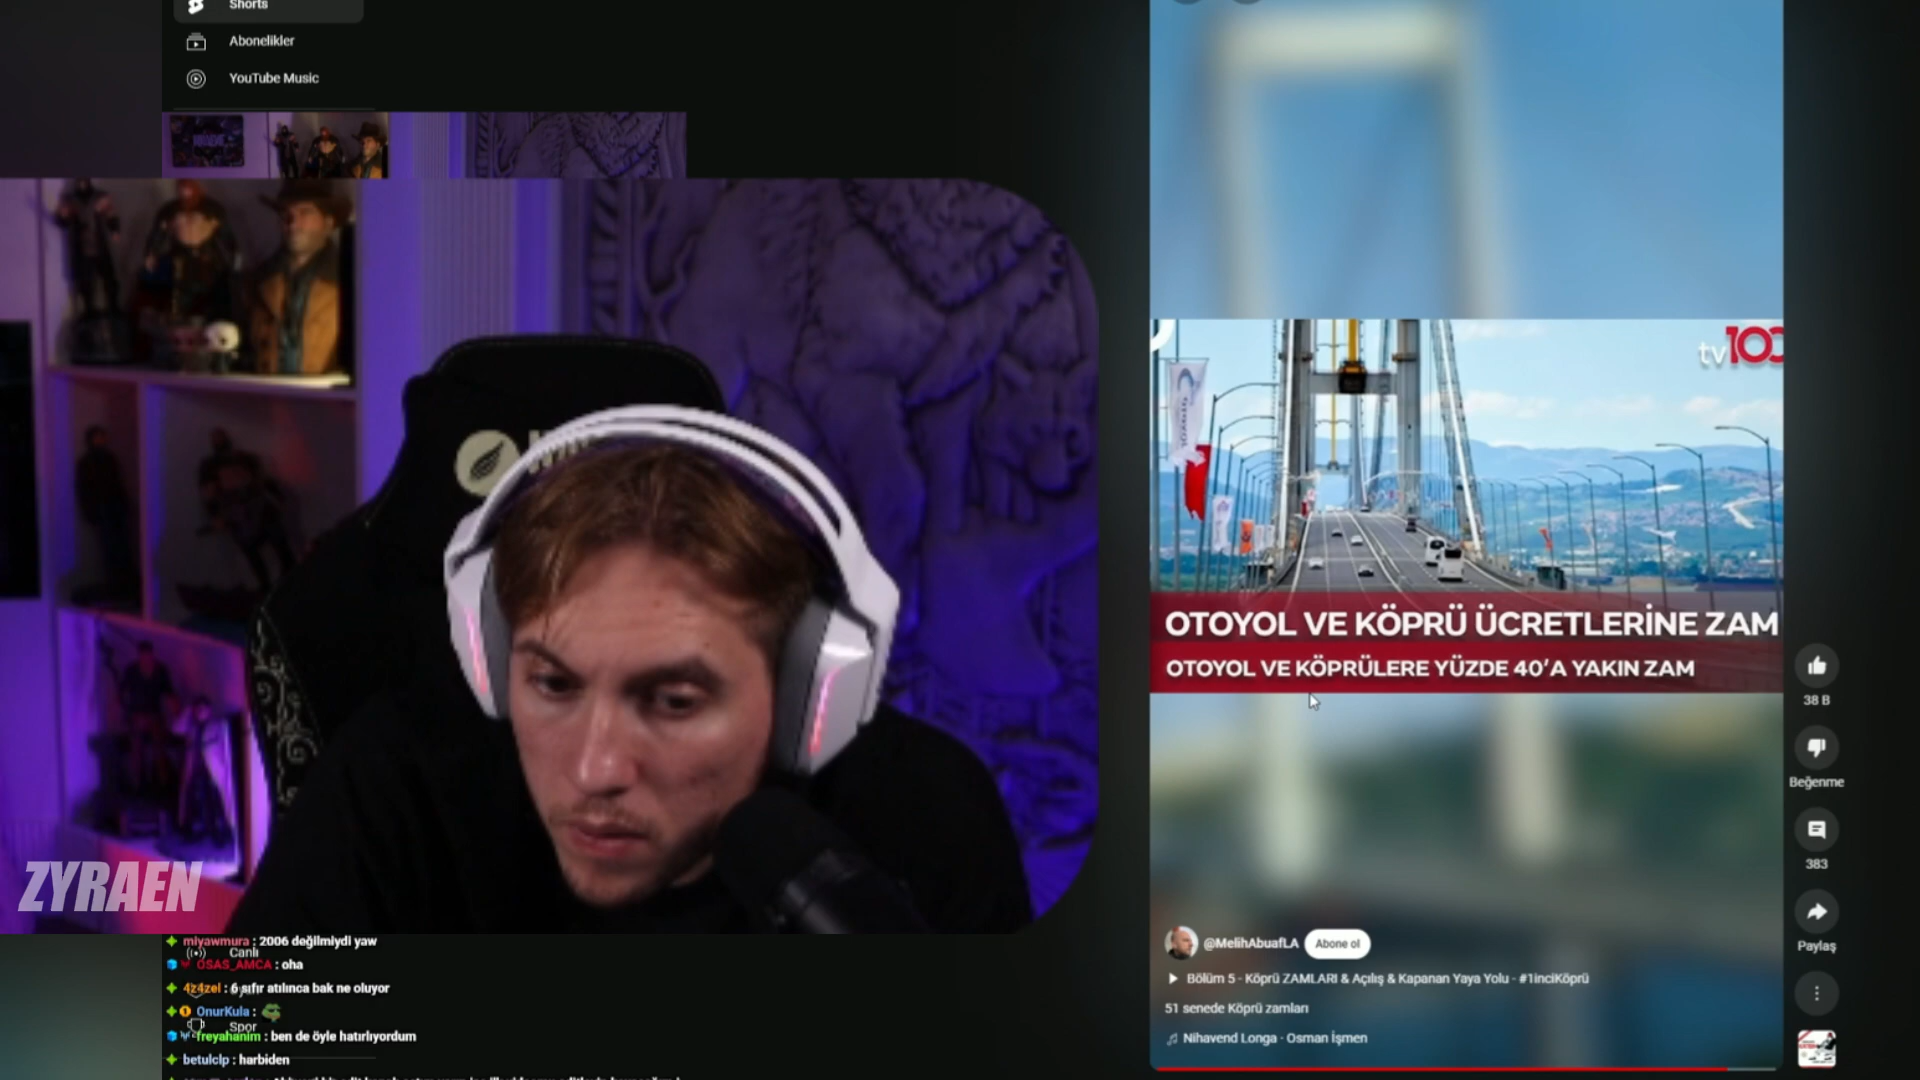 Shorts
Abonelikler
YouTube Music
tv100
OTOYOL VE KÖPRÜ ÜCRETLERİNE ZAM
OTOYOL VE KÖPRÜLERE YÜZDE 40'A YAKIN ZAM
38 B
Beğenme
383
Paylaş
ZYRAEN
miyawmura : 2006 değilmiydi yaw
Canlı
OSAS_AMCA : oha
4z4zel : 6 sıfır atılınca bak ne oluyor
OnurKula :
Spor
freyahanim : ben de öyle hatırlıyordum
betulclp : harbiden
@MelihAbuafLA Abone ol
Bölüm 5 - Köprü ZAMLARI & Açılış & Kapanan Yaya Yolu - #1inciKöprü
51 senede Köprü zamları
Nihavend Longa · Osman İşmen